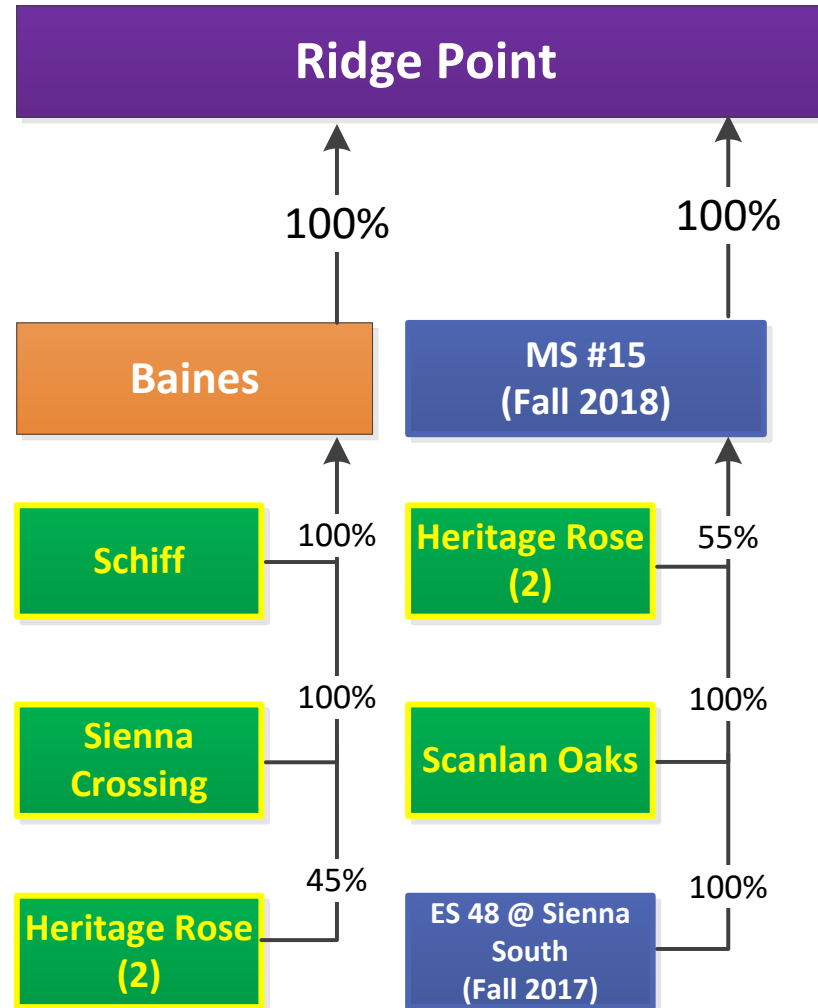 Ridge Point
100%
100%
Baines
MS #15
(Fall 2018)
Schiff
100%
Heritage Rose
(2)
55%
Sienna
Crossing
100%
Scanlan Oaks
100%
Heritage Rose
(2)
45%
ES 48 @ Sienna
South
(Fall 2017)
100%